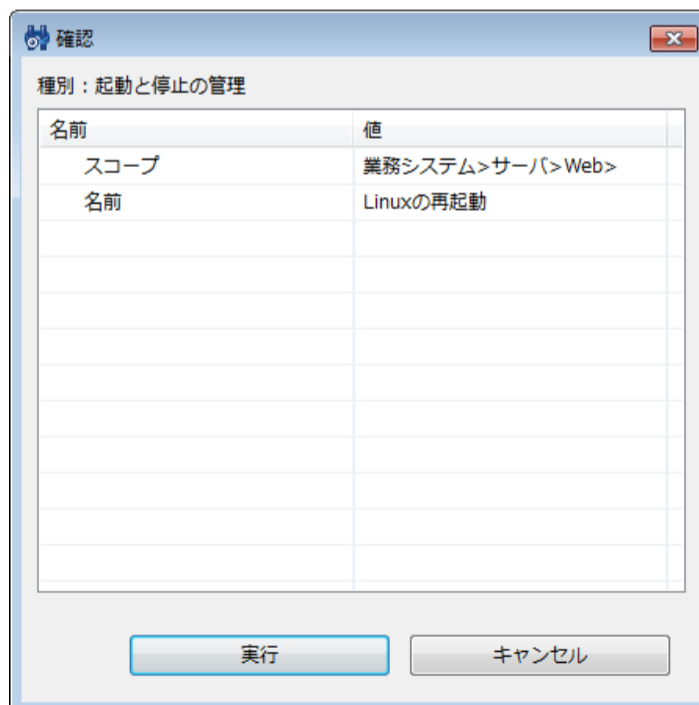 確認
種別：起動と停止の管理
名前 値
スコープ 業務システム>サーバ>Web>
名前 Linuxの再起動
実行 キャンセル